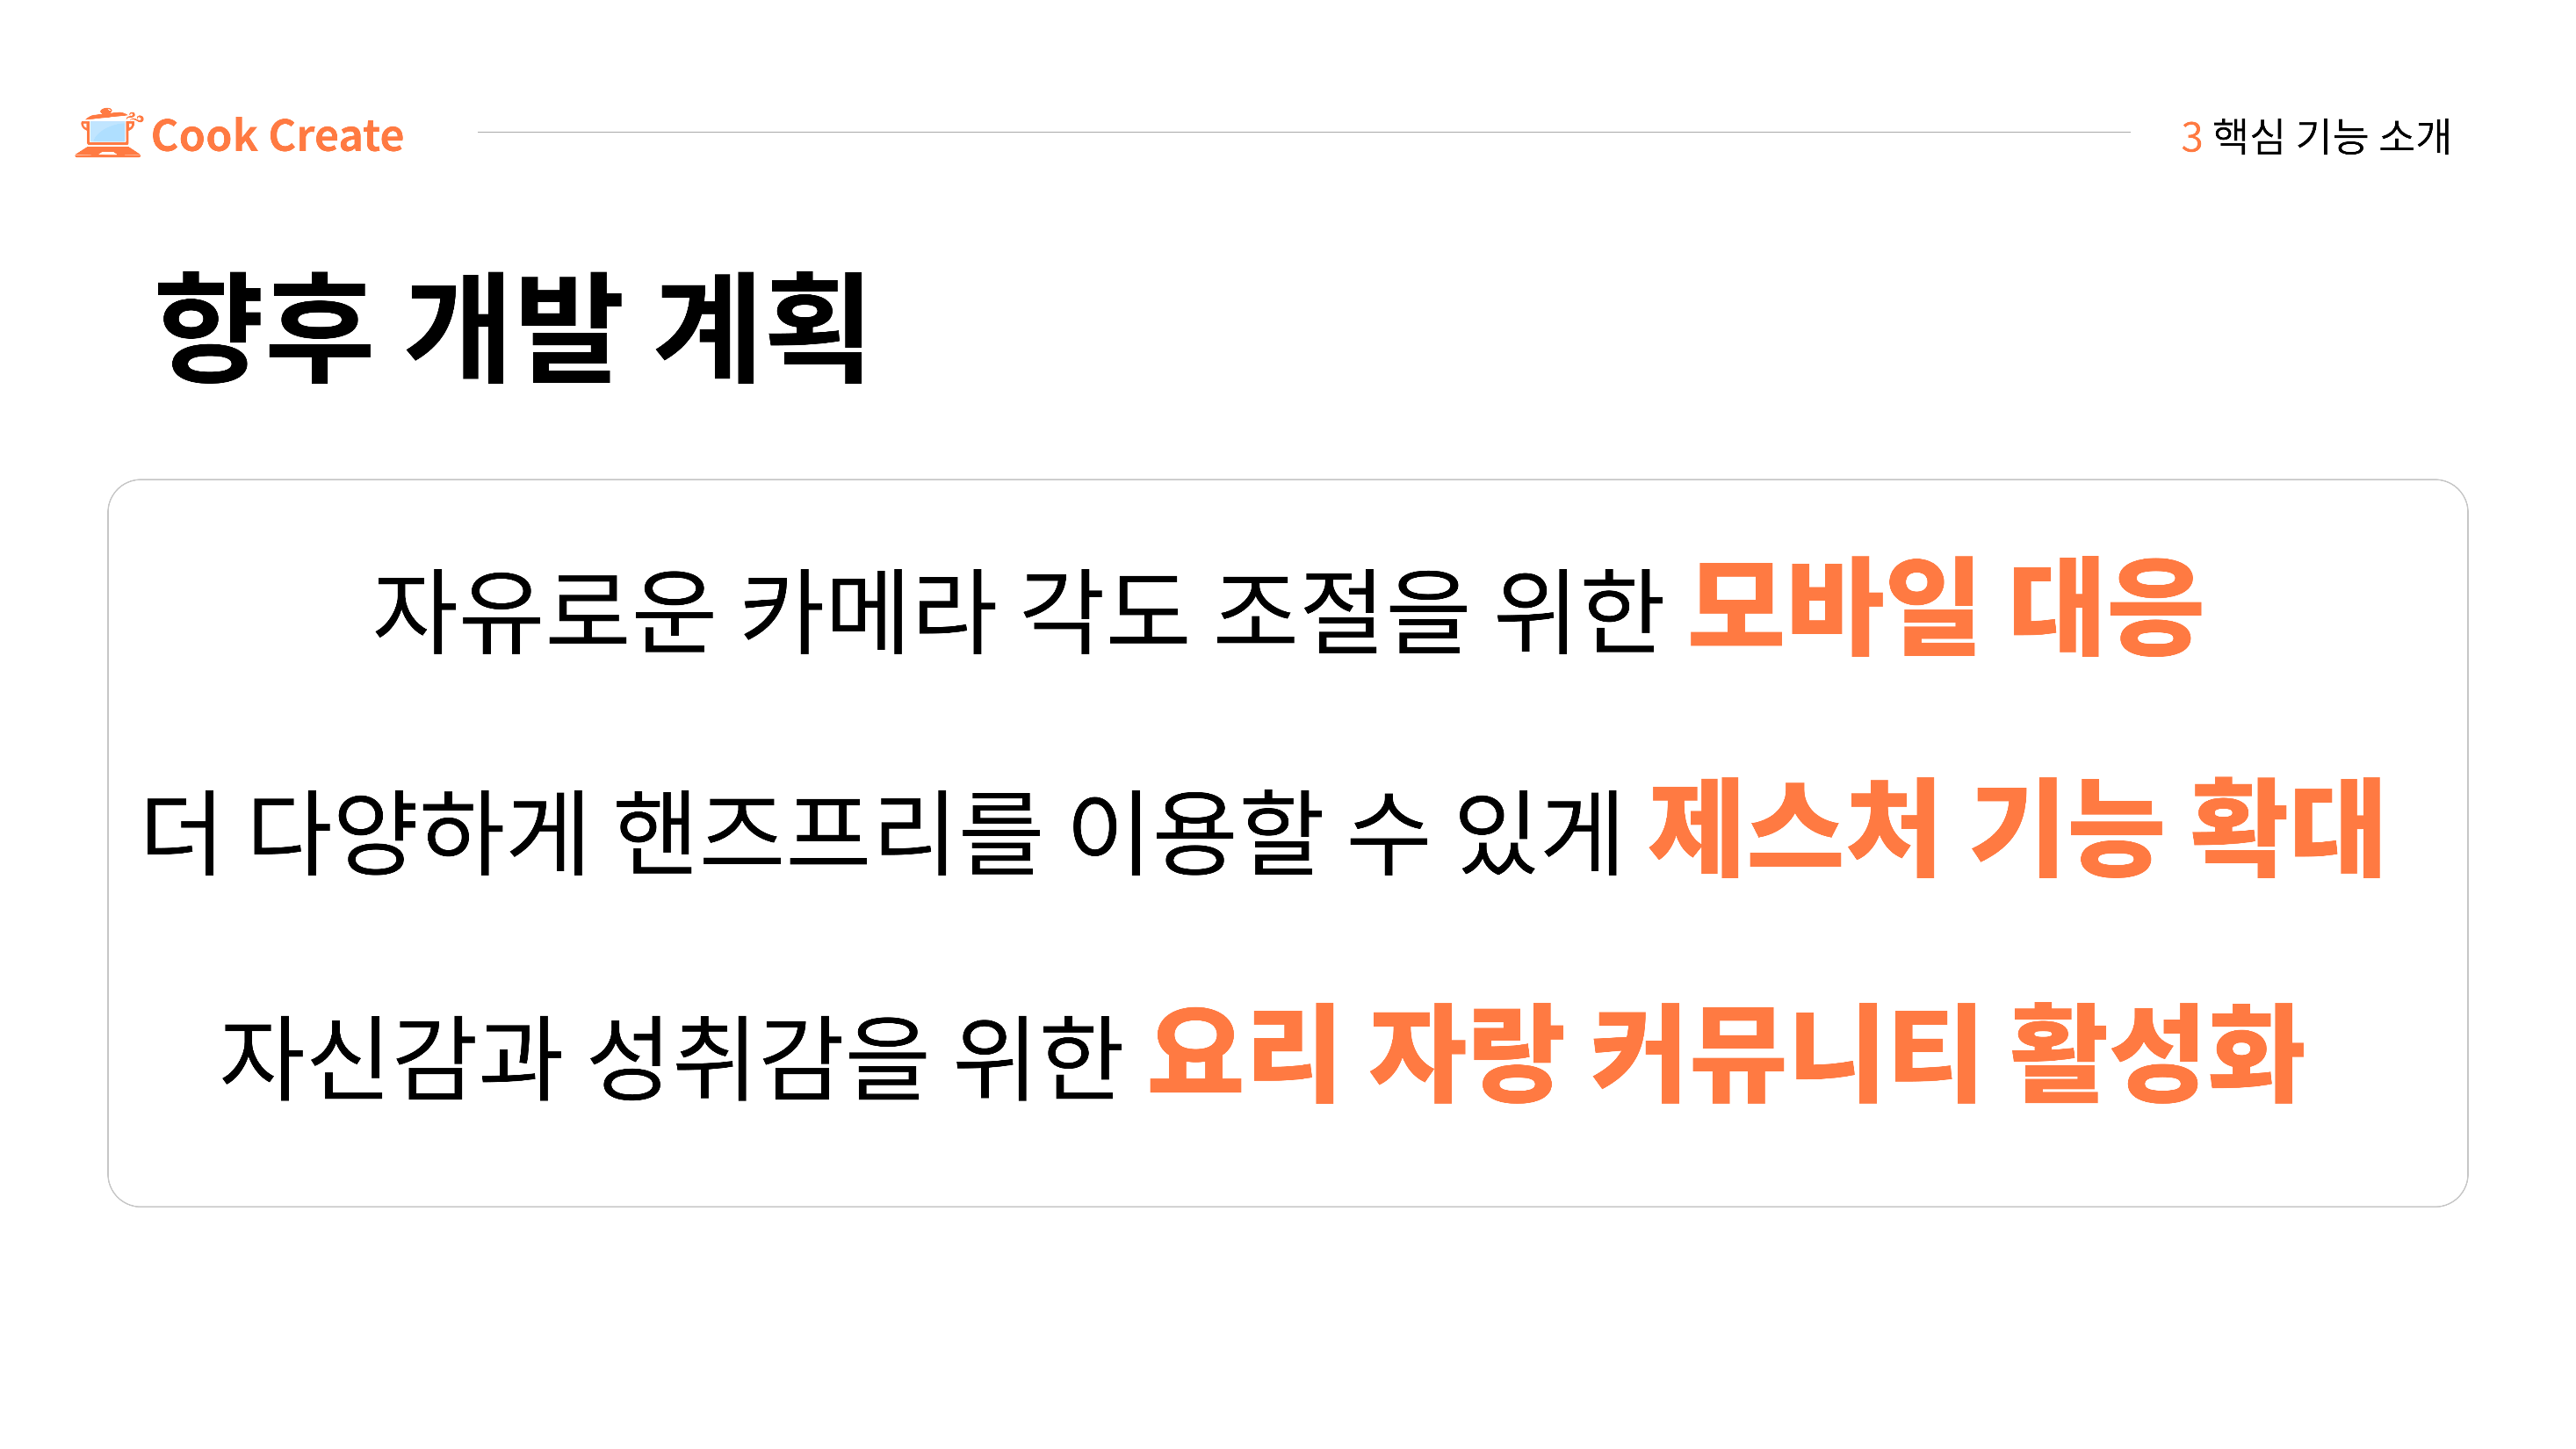 Cook Create
3 핵심 기능 소개
향후 개발 계획
자유로운 카메라 각도 조절을 위한 모바일 대응
더 다양하게 핸즈프리를 이용할 수 있게 제스처 기능 확대
자신감과 성취감을 위한 요리 자랑 커뮤니티 활성화